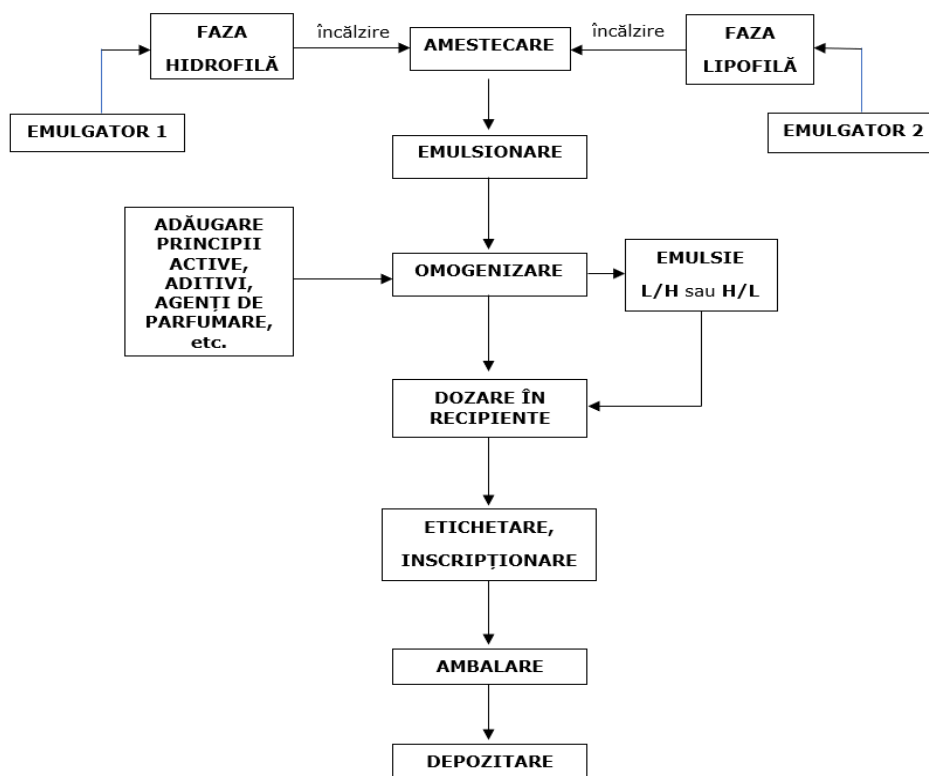 FAZA
HIDROFILĂ
încălzire
AMESTECARE
încălzire
FAZA
LIPOFILĂ
EMULGATOR 1
EMULGATOR 2
EMULSIONARE
ADĂUGARE
PRINCIPII
ACTIVE,
ADITIVI,
AGENȚI DE
PARFUMARE,
etc.
OMOGENIZARE
EMULSIE
L/H sau H/L
DOZARE ÎN
RECIPIENTE
ETICHETARE,
INSCRIPȚIONARE
AMBALARE
DEPOZITARE